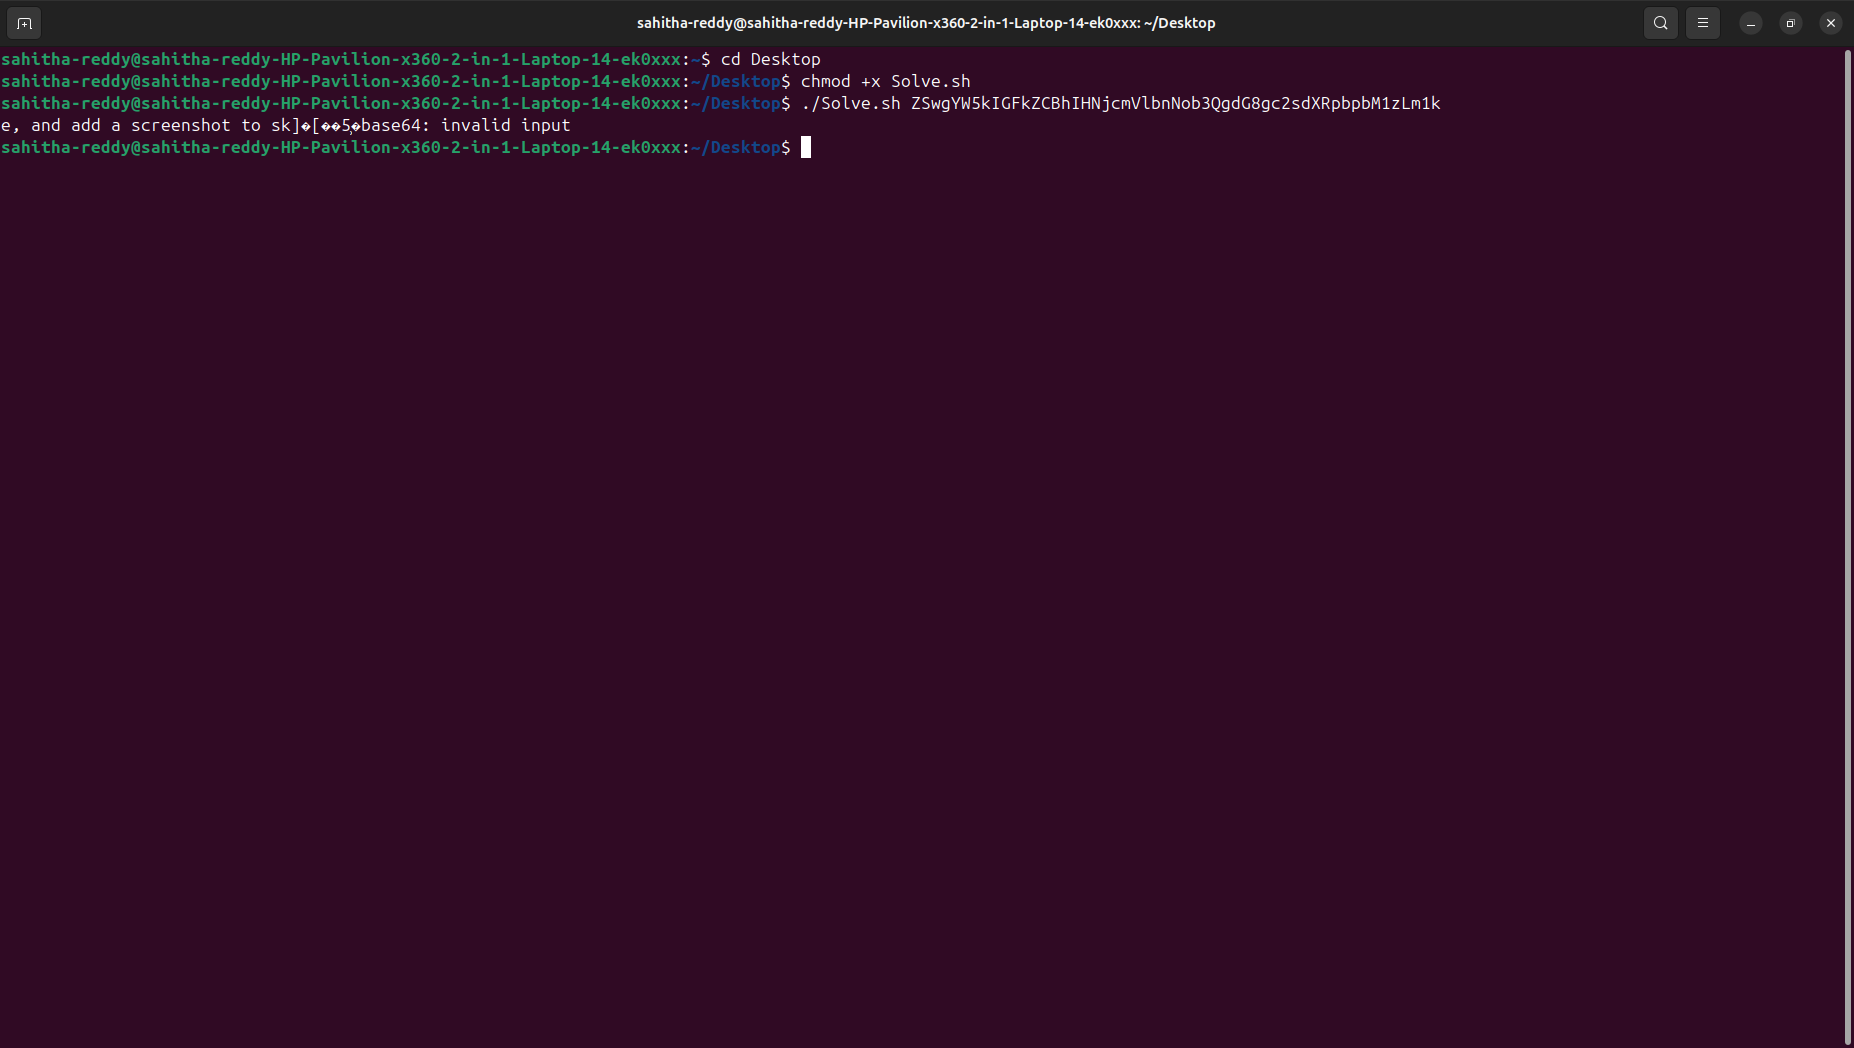 sahitha-reddy@sahitha-reddy-HP-Pavilion-x360-2-in-1-Laptop-14-ek0xxx: ~/Desktop
sahitha-reddy@sahitha-reddy-HP-Pavilion-x360-2-in-1-Laptop-14-ek0xxx:~$ cd Desktop
sahitha-reddy@sahitha-reddy-HP-Pavilion-x360-2-in-1-Laptop-14-ek0xxx:~/Desktop$ chmod +x Solve.sh
sahitha-reddy@sahitha-reddy-HP-Pavilion-x360-2-in-1-Laptop-14-ek0xxx:~/Desktop$ ./Solve.sh ZSwgYW5kIGFkZCBhIHNjcmVlbnNob3QgdG8gc2sdXRpbpbM1zLm1k
e, and add a screenshot to sk]�[��5̦�base64: invalid input
sahitha-reddy@sahitha-reddy-HP-Pavilion-x360-2-in-1-Laptop-14-ek0xxx:~/Desktop$